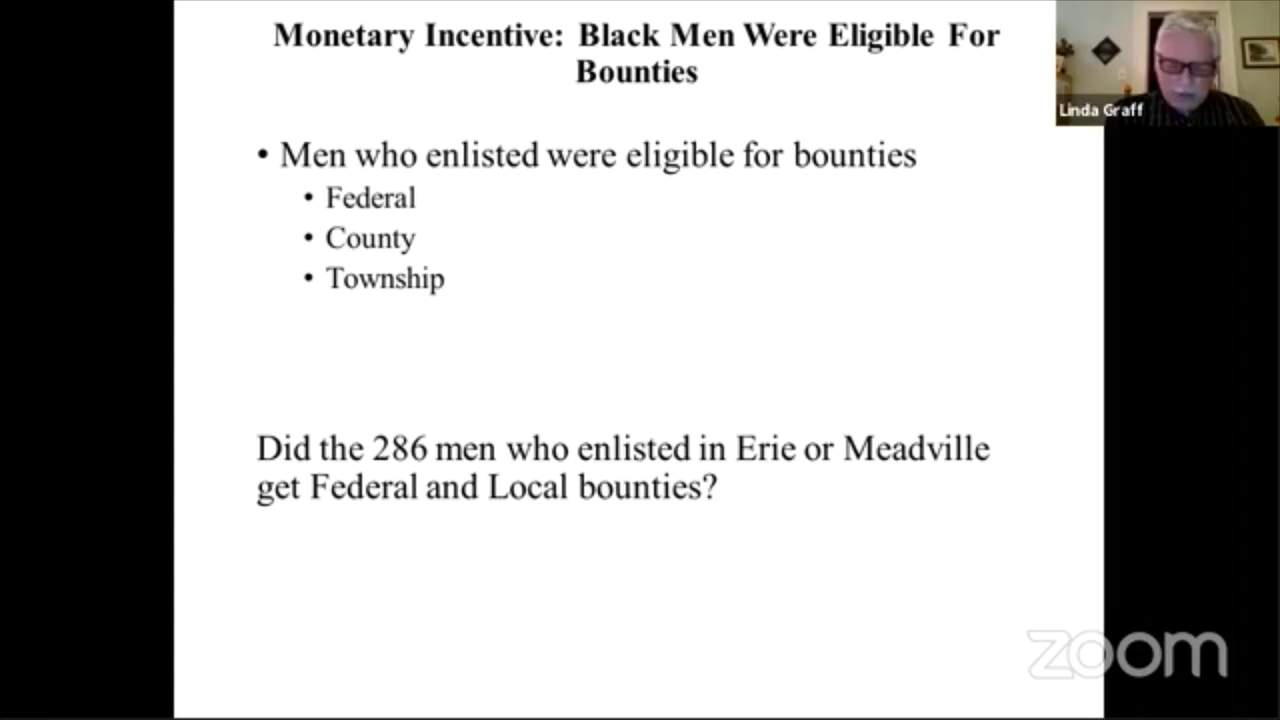 Monetary Incentive: Black Men Were Eligible For
Bounties
Linda Graff
• Men who enlisted were eligible for bounties
• Federal
• County
• Township
Did the 286 men who enlisted in Erie or Meadville
get Federal and Local bounties?
zoom